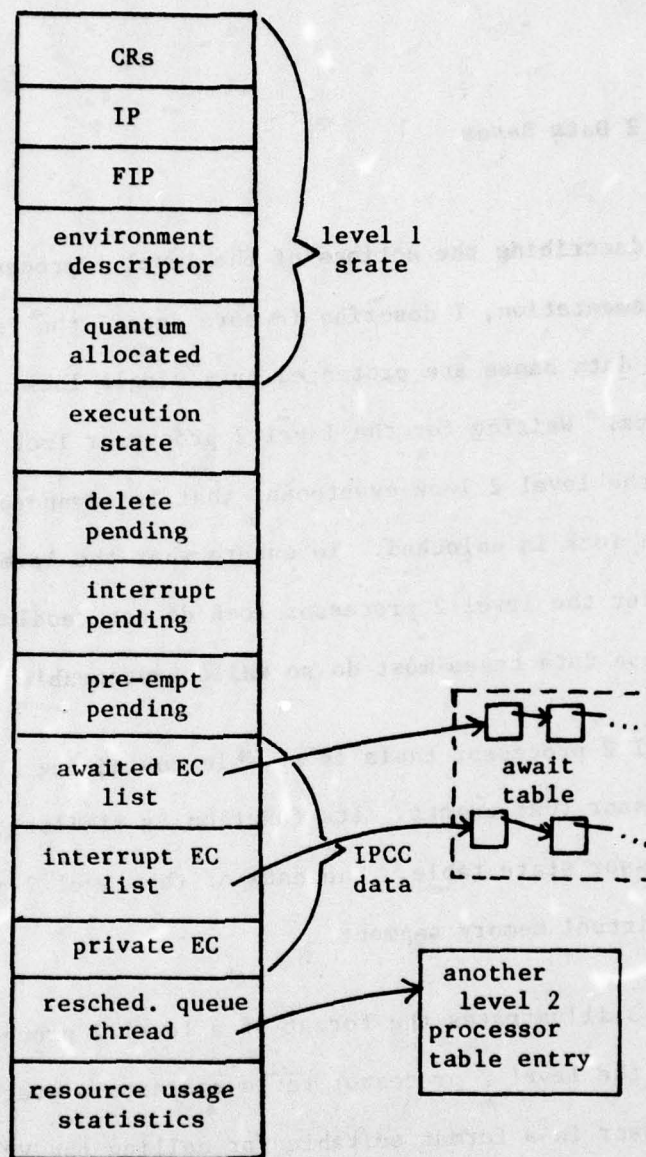 CRs
IP
FIP
environment
descriptor
quantum
allocated
level 1
state
execution
state
delete
pending
interrupt
pending
pre-empt
pending
awaited EC
list
interrupt EC
list
private EC
IPCC
data
await
table
...
...
resched. queue
thread
another
level 2
processor
table entry
resource usage
statistics